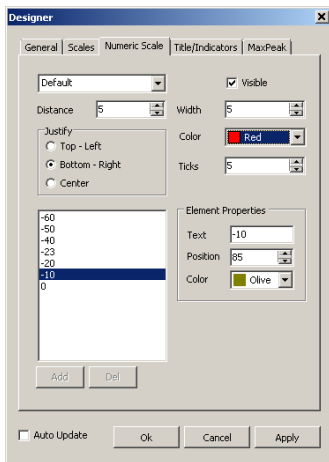 Designer
General Scales Numeric Scale Title/Indicators MaxPeak
Default Visible
Distance 5 Width 5
Justify
Top - Left
Color Red
Bottom - Right
Ticks 5
Center
-60
-50
-40
-23
-20
-10
0
Element Properties
Text -10
Position 85
Color Olive
Add Del
Auto Update Ok Cancel Apply